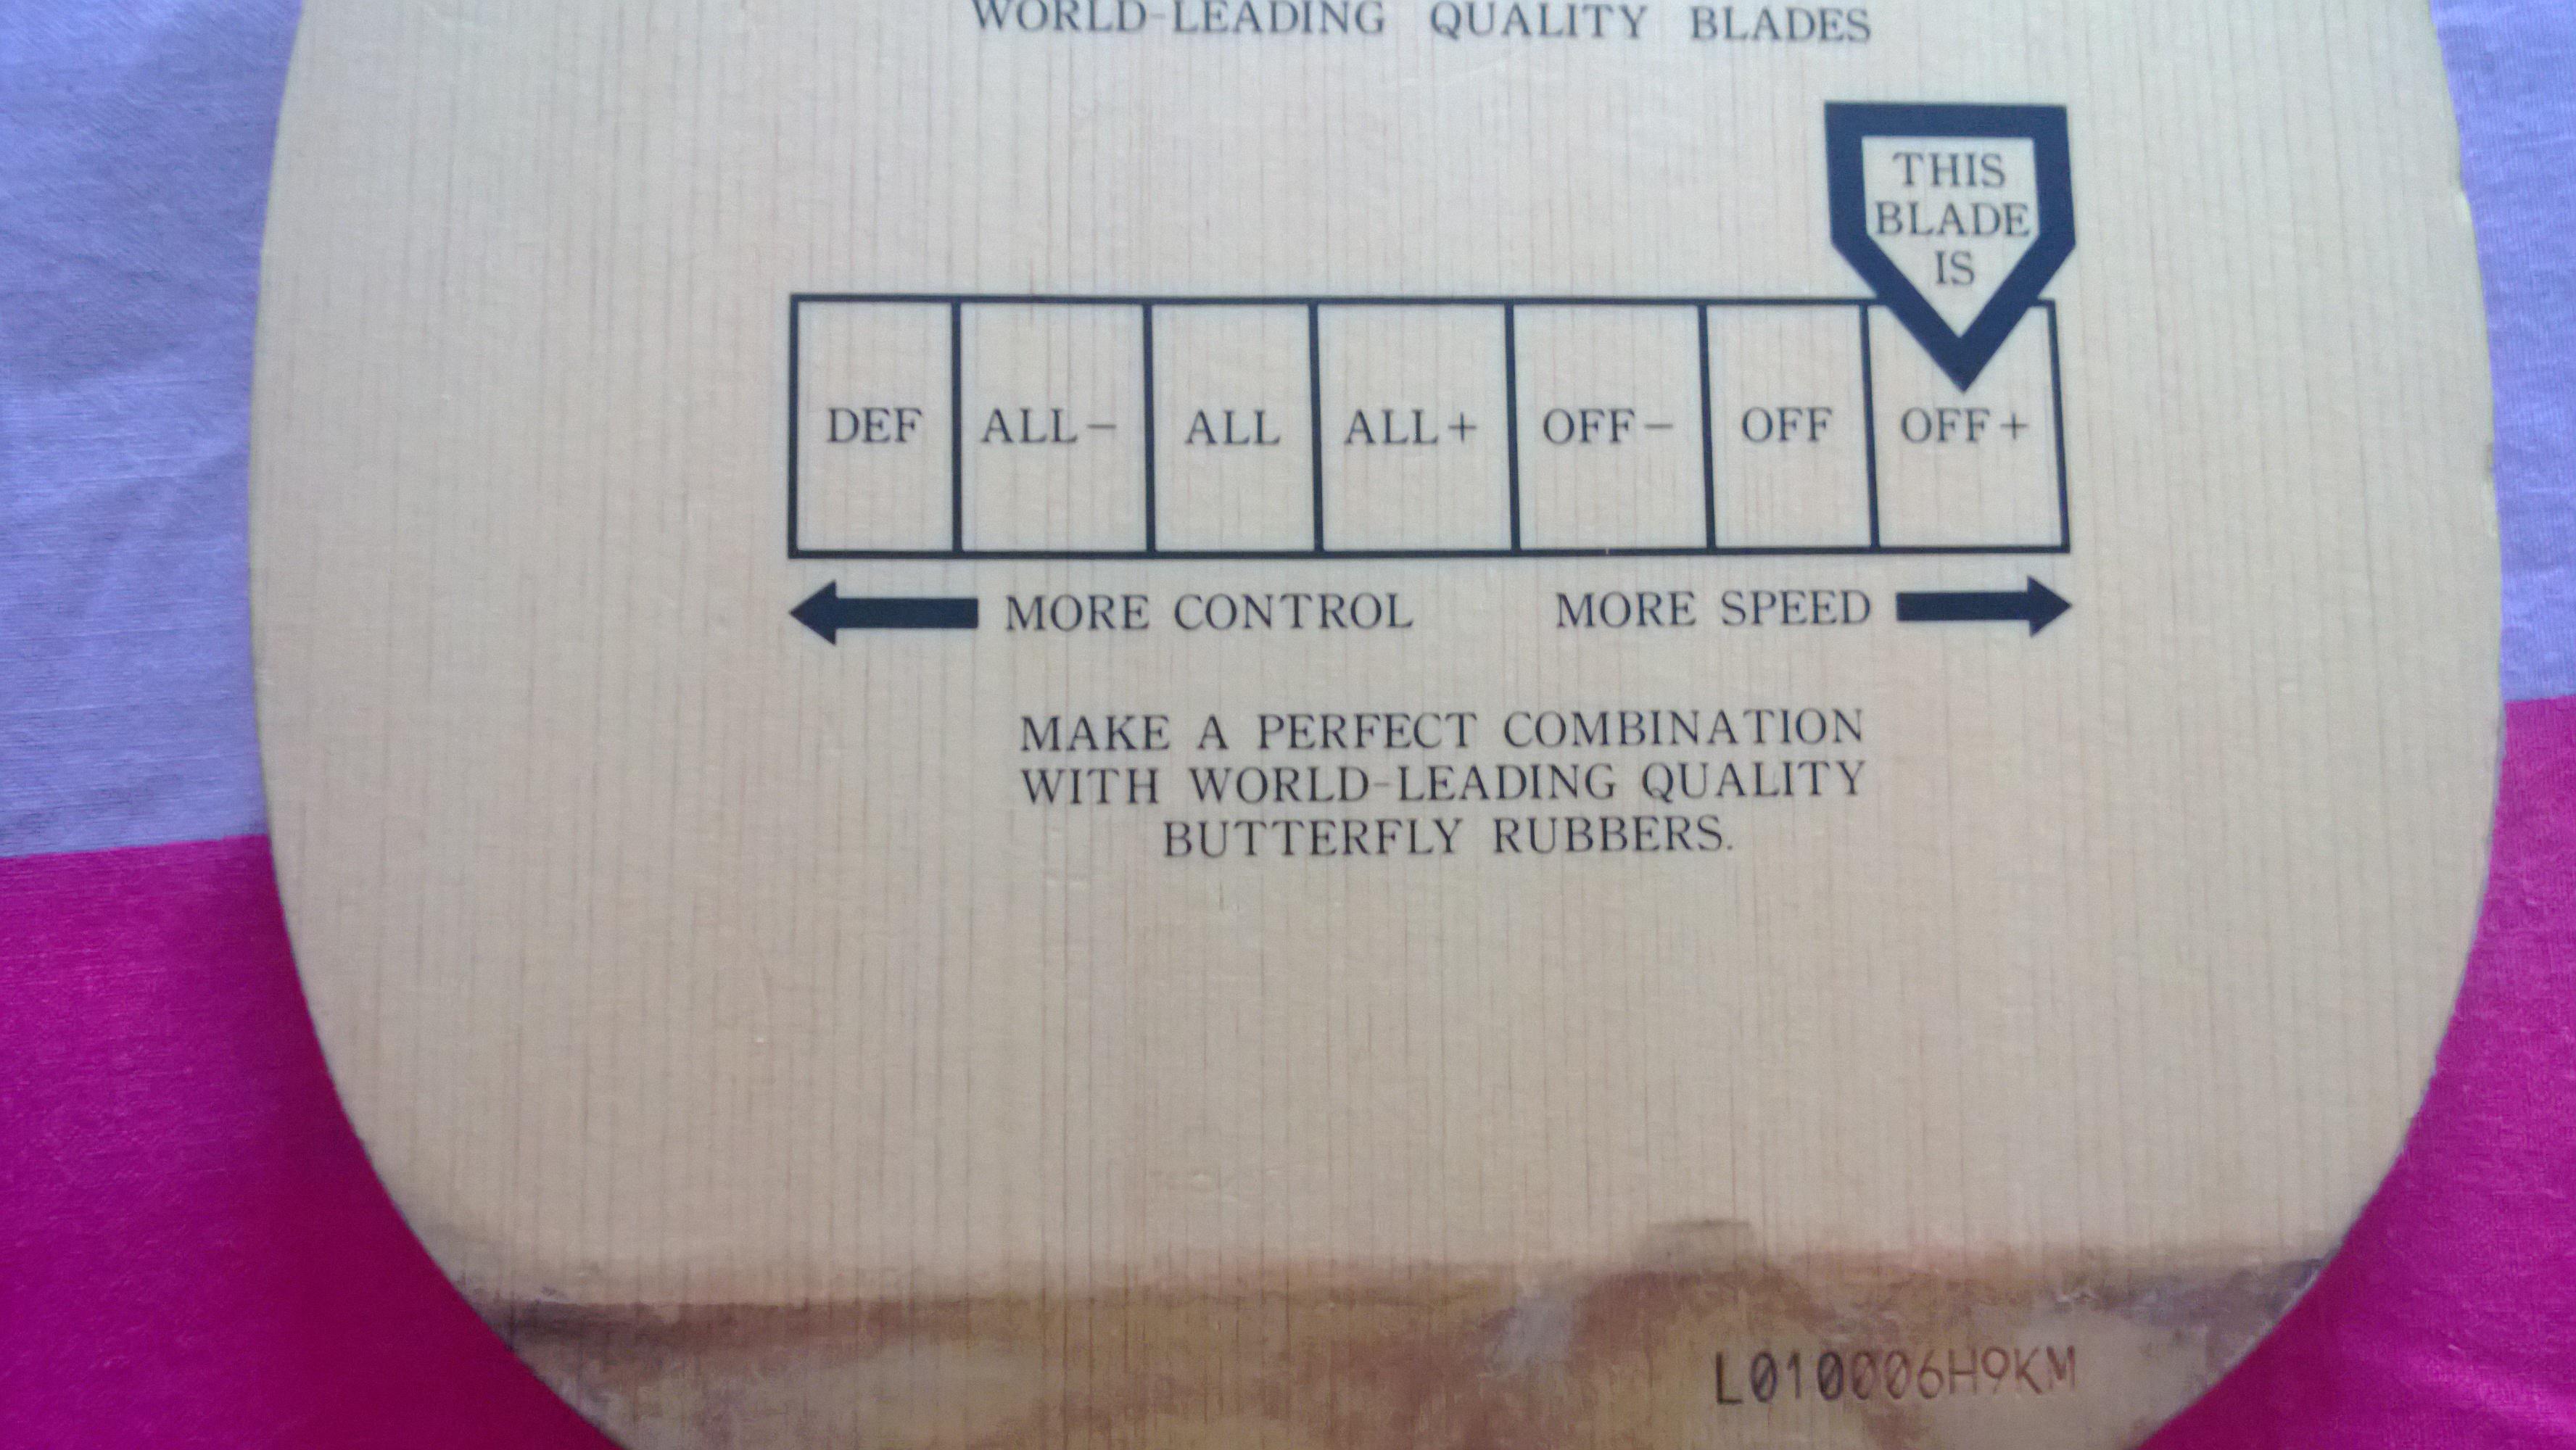 WORLD-LEADING QUALITY BLADES
THIS
BLADE
IS
DEF ALL- ALL ALL+ OFF- OFF OFF+
MORE CONTROL MORE SPEED
MAKE A PERFECT COMBINATION
WITH WORLD-LEADING QUALITY
BUTTERFLY RUBBERS.
L010006H9KM